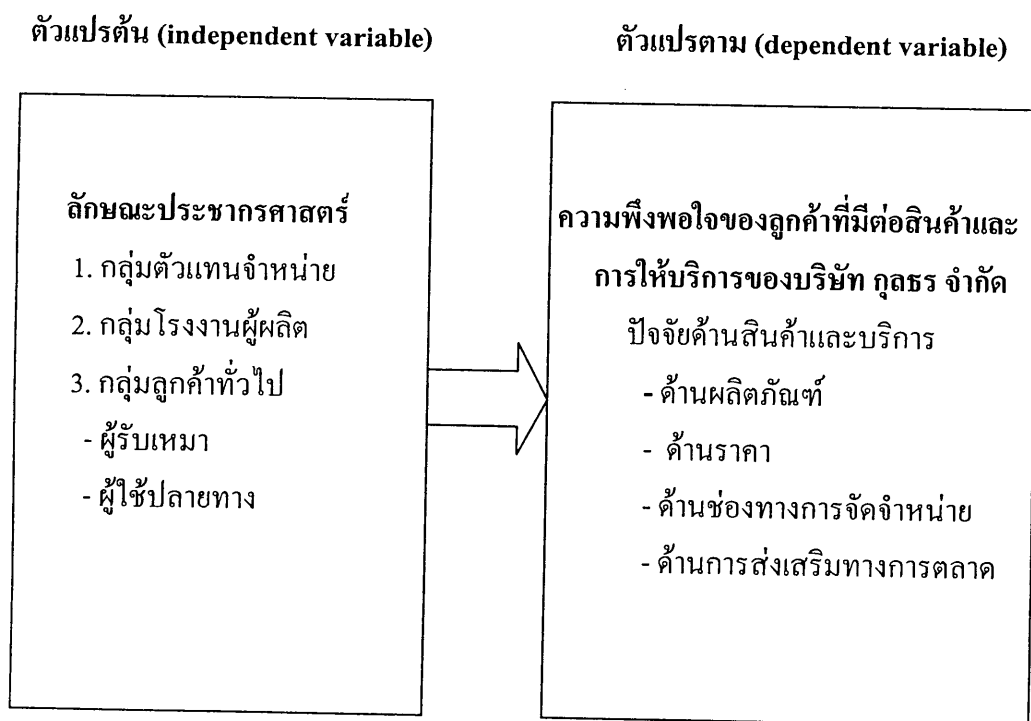 ตัวแปรต้น (independent variable)
ตัวแปรตาม (dependent variable)
ลักษณะประชากรศาสตร์
1. กลุ่มตัวแทนจำหน่าย
2. กลุ่มโรงงานผู้ผลิต
3. กลุ่มลูกค้าทั่วไป
- ผู้รับเหมา
- ผู้ใช้ปลายทาง
ความพึงพอใจของลูกค้าที่มีต่อสินค้าและ
การให้บริการของบริษัท กุลธร จำกัด
ปัจจัยด้านสินค้าและบริการ
- ด้านผลิตภัณฑ์
- ด้านราคา
- ด้านช่องทางการจัดจำหน่าย
- ด้านการส่งเสริมทางการตลาด